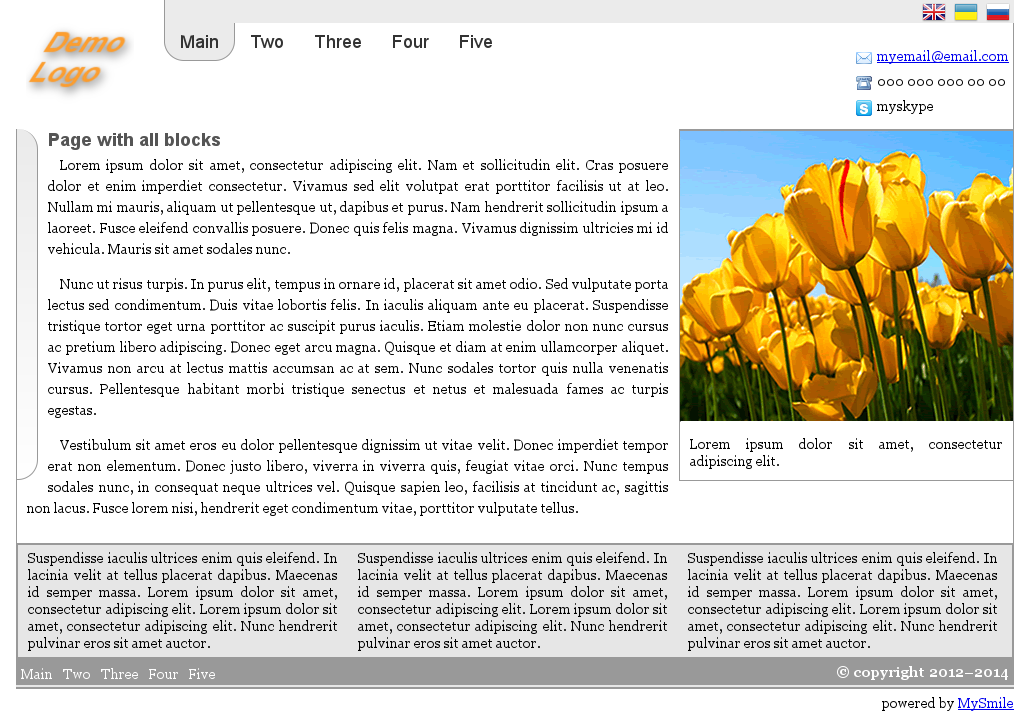 Demo
Logo
Main Two Three Four Five
myemail@email.com
000 000 000 00 00
myskype
Page with all blocks
Lorem ipsum dolor sit amet, consectetur adipiscing elit. Nam et sollicitudin elit. Cras posuere
dolor et enim imperdiet consectetur. Vivamus sed elit volutpat erat porttitor facilisis ut at leo.
Nullam mi mauris, aliquam ut pellentesque ut, dapibus et purus. Nam hendrerit sollicitudin ipsum a
laoreet. Fusce eleifend convallis posuere. Donec quis felis magna. Vivamus dignissim ultricies mi id
vehicula. Mauris sit amet sodales nunc.
Nunc ut risus turpis. In purus elit, tempus in ornare id, placerat sit amet odio. Sed vulputate porta
lectus sed condimentum. Duis vitae lobortis felis. In iaculis aliquam ante eu placerat. Suspendisse
tristique tortor eget urna porttitor ac suscipit purus iaculis. Etiam molestie dolor non nunc cursus
ac pretium libero adipiscing. Donec eget arcu magna. Quisque et diam at enim ullamcorper aliquet.
Vivamus non arcu at lectus mattis accumsan ac at sem. Nunc sodales tortor quis nulla venenatis
cursus. Pellentesque habitant morbi tristique senectus et netus et malesuada fames ac turpis
egestas.
Vestibulum sit amet eros eu dolor pellentesque dignissim ut vitae velit. Donec imperdiet tempor
erat non elementum. Donec justo libero, viverra in viverra quis, feugiat vitae orci. Nunc tempus
sodales nunc, in consequat neque ultrices vel. Quisque sapien leo, facilisis at tincidunt ac, sagittis
non lacus. Fusce lorem nisi, hendrerit eget condimentum vitae, porttitor vulputate tellus.
Lorem ipsum dolor sit amet, consectetur
adipiscing elit.
Suspendisse iaculis ultrices enim quis eleifend. In
lacinia velit at tellus placerat dapibus. Maecenas
id semper massa. Lorem ipsum dolor sit amet,
consectetur adipiscing elit. Lorem ipsum dolor sit
amet, consectetur adipiscing elit. Nunc hendrerit
pulvinar eros sit amet auctor.
Suspendisse iaculis ultrices enim quis eleifend. In
lacinia velit at tellus placerat dapibus. Maecenas
id semper massa. Lorem ipsum dolor sit amet,
consectetur adipiscing elit. Lorem ipsum dolor sit
amet, consectetur adipiscing elit. Nunc hendrerit
pulvinar eros sit amet auctor.
Suspendisse iaculis ultrices enim quis eleifend. In
lacinia velit at tellus placerat dapibus. Maecenas
id semper massa. Lorem ipsum dolor sit amet,
consectetur adipiscing elit. Lorem ipsum dolor sit
amet, consectetur adipiscing elit. Nunc hendrerit
pulvinar eros sit amet auctor.
Main Two Three Four Five
© copyright 2012–2014
powered by MySmile